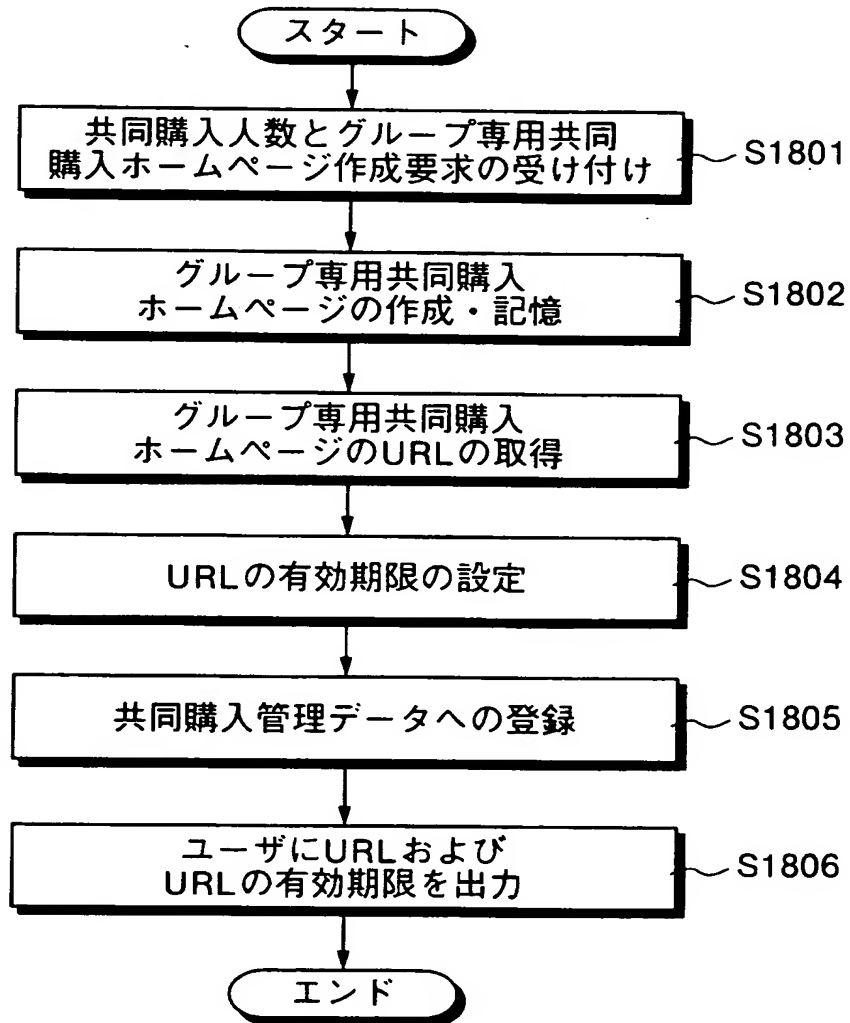 スタート
共同購入人数とグループ専用共同
購入ホームページ作成要求の受け付け
S1801
グループ専用共同購入
ホームページの作成・記憶
S1802
グループ専用共同購入
ホームページのURLの取得
S1803
URLの有効期限の設定
S1804
共同購入管理データへの登録
S1805
ユーザにURLおよび
URLの有効期限を出力
S1806
エンド